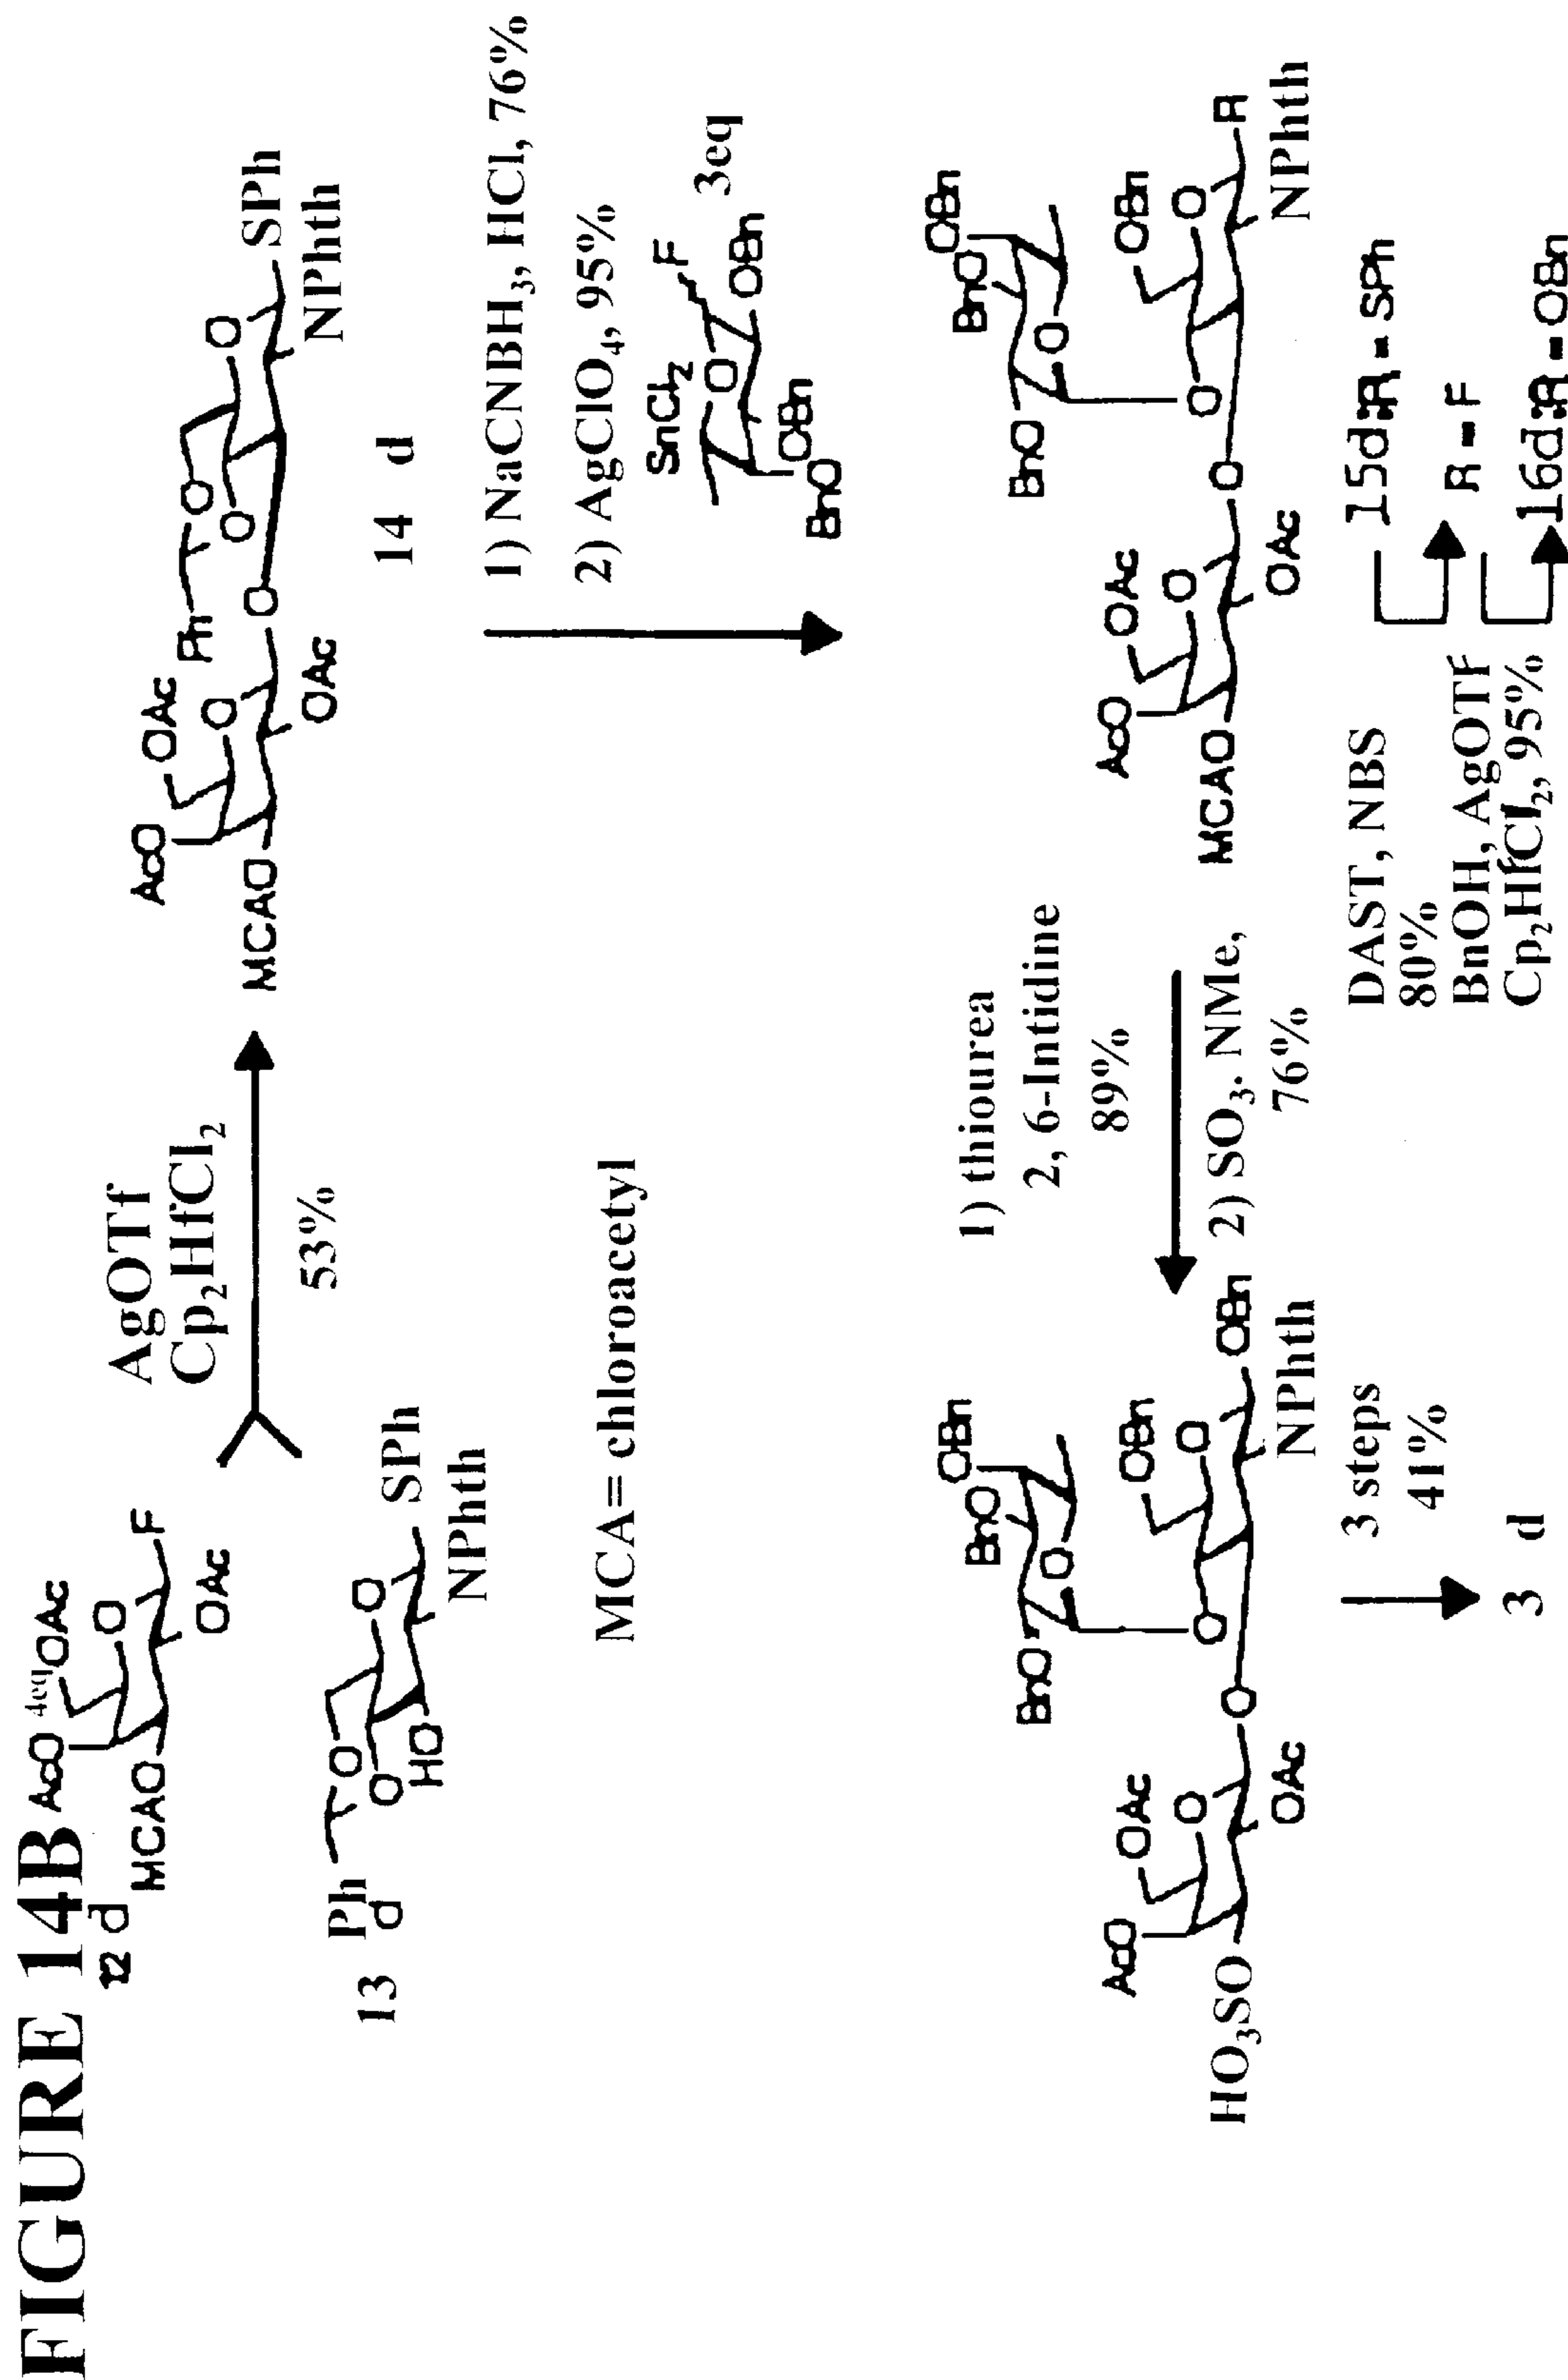 FIGURE 14B
12 d
AcO
4eq
OAc
O
F
MCAO
OAc
AgOTf
Cp₂HfCl₂
53%
AcO
OAc
O
MCAO
OAc
Ph
O
O
O
O
SPh
NPhth
14 d
Ph
13 d
O
O
O
HO
SPh
NPhth
MCA= chloroacetyl
1) NaCNBH₃, HCl, 76%
2) AgClO₄, 95%
SnCl₂
F
O
3eq
OBn
OBn
BnO
OBn
BnO
BnO
O
OBn
O
O
O
R
NPhth
AcO
OAc
O
MCAO
OAc
1) thiourea
2, 6-Intidine
89%
2) SO₃. NMe,
76%
DAST, NBS
80%
BnOH, AgOTf
Cp₂HfCl₂, 95%
15d:R=SPh
R=F
16d:R=OBn
OBn
BnO
BnO
O
OBn
O
O
O
OBn
NPhth
AcO
OAc
O
HO₃SO
OAc
3 steps
41%
3 d